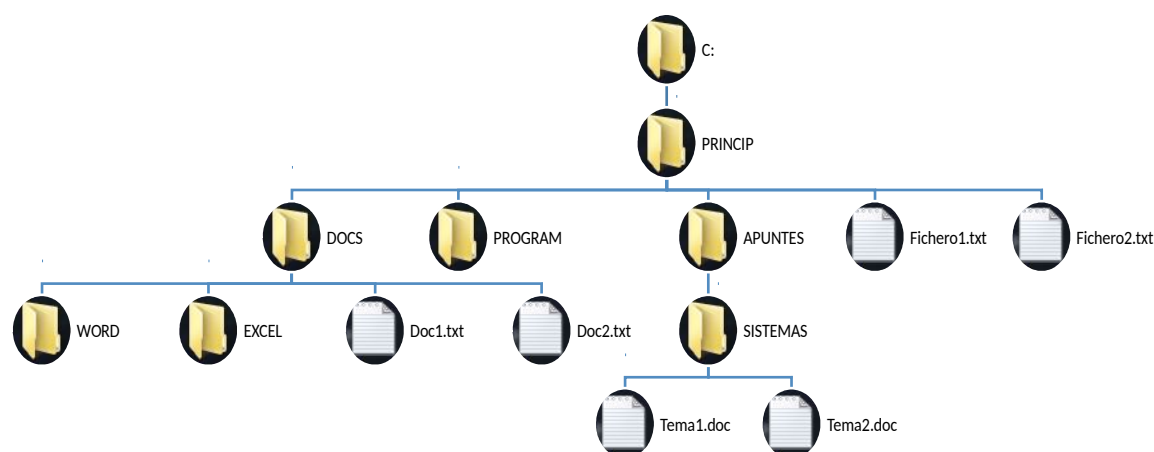 C:
PRINCIP
DOCS
PROGRAM
APUNTES
Fichero1.txt
Fichero2.txt
WORD
EXCEL
Doc1.txt
Doc2.txt
SISTEMAS
Tema1.doc
Tema2.doc